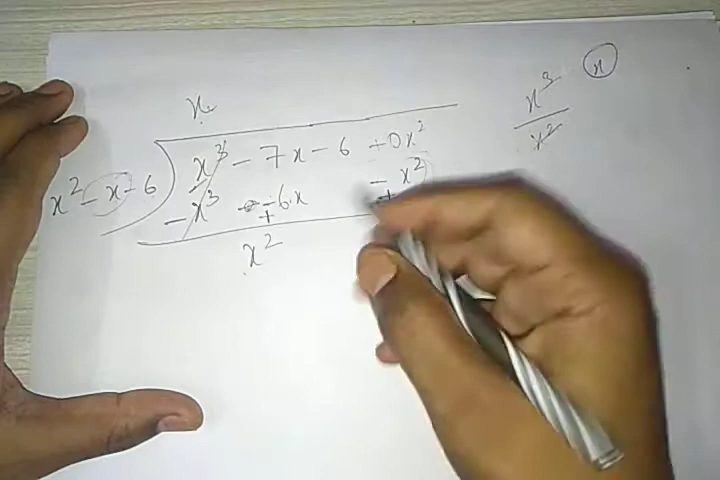 x
x² - x - 6 ) x³ - 7x - 6 + 0x²
- x³ - 6x - x²
+ +
x²
x³
x²
x